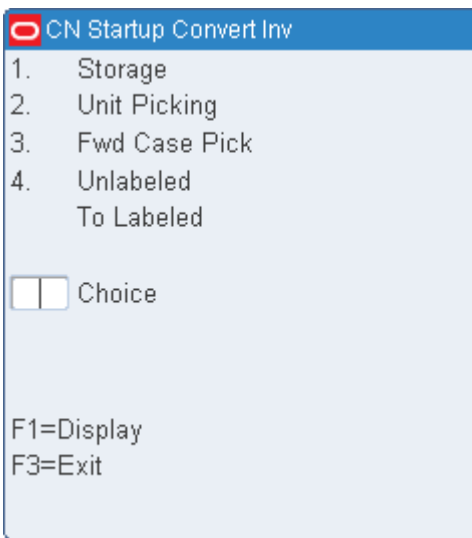 CN Startup Convert Inv
1. Storage
2. Unit Picking
3. Fwd Case Pick
4. Unlabeled
To Labeled
Choice
F1=Display
F3=Exit